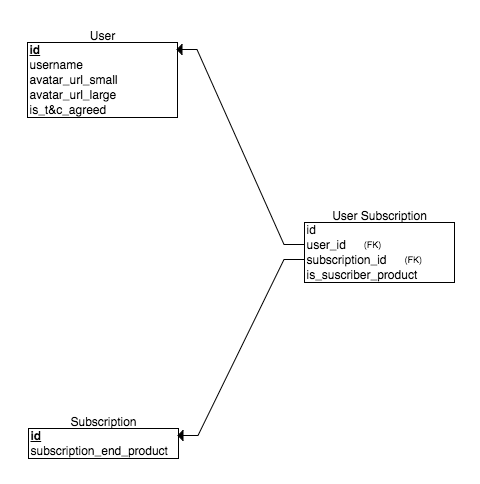 User
id
username
avatar_url_small
avatar_url_large
is_t&c_agreed
User Subscription
id
user_id (FK)
subscription_id (FK)
is_suscriber_product
Subscription
id
subscription_end_product